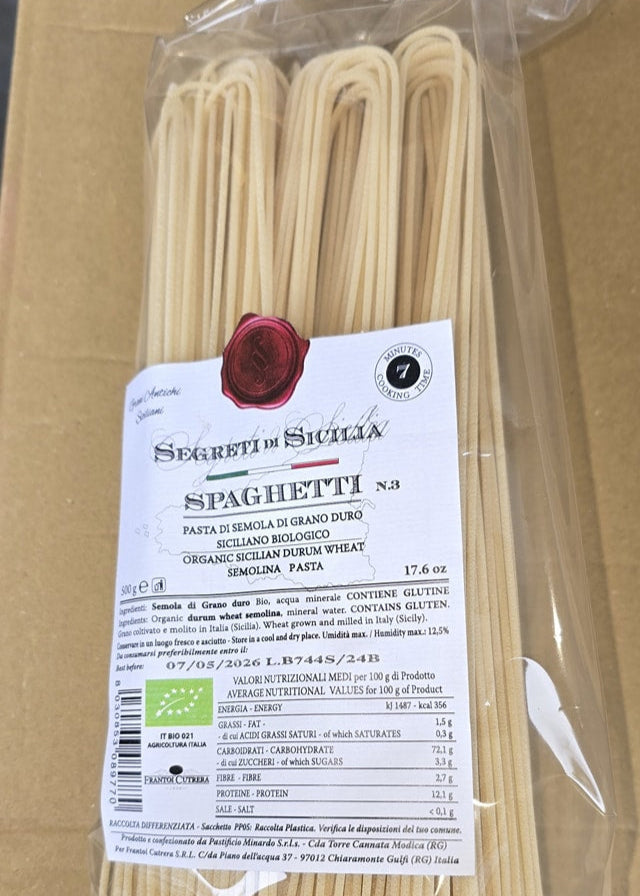 MINUTES
7
COOKING TIME
Grani Antichi
Siciliani
SEGRETI DI SICILIA
SPAGHETTI N.3
PASTA DI SEMOLA DI GRANO DURO
SICILIANO BIOLOGICO
ORGANIC SICILIAN DURUM WHEAT
SEMOLINA PASTA
500 g e
17.6 oz
Ingredienti: Semola di Grano duro Bio, acqua minerale CONTIENE GLUTINE
Ingredients: Organic durum wheat semolina, mineral water. CONTAINS GLUTEN.
Grano coltivato e molito in Italia (Sicilia). Wheat grown and milled in Italy (Sicily).
Conservare in un luogo fresco e asciutto - Store in a cool and dry place. Umidità max. / Humidity max.: 12,5%
Da consumarsi preferibilmente entro il:
Best before: 07/05/2026 L.B744S/24B
VALORI NUTRIZIONALI MEDI per 100 g di Prodotto
AVERAGE NUTRITIONAL VALUES for 100 g of Product
ENERGIA - ENERGY kJ 1487 - kcal 356
GRASSI - FAT - 1,5 g
- di cui ACIDI GRASSI SATURI - of which SATURATES 0,3 g
CARBOIDRATI - CARBOHYDRATE 72,1 g
- di cui ZUCCHERI - of which SUGARS 3,3 g
FIBRE - FIBRE 2,7 g
PROTEINE - PROTEIN 12,1 g
SALE - SALT < 0,1 g
IT BIO 021
AGRICOLTURA ITALIA
FRANTOI CUTRERA
8 030853 089770
RACCOLTA DIFFERENZIATA - Sacchetto PP05: Raccolta Plastica. Verifica le disposizioni del tuo comune.
Prodotto e confezionato da Pastificio Minardo S.r.l.s. - Cda Torre Cannata Modica (RG)
Per Frantoi Cutrera S.R.L. C/da Piano dell'acqua 37 - 97012 Chiaramonte Gulfi (RG) Italia